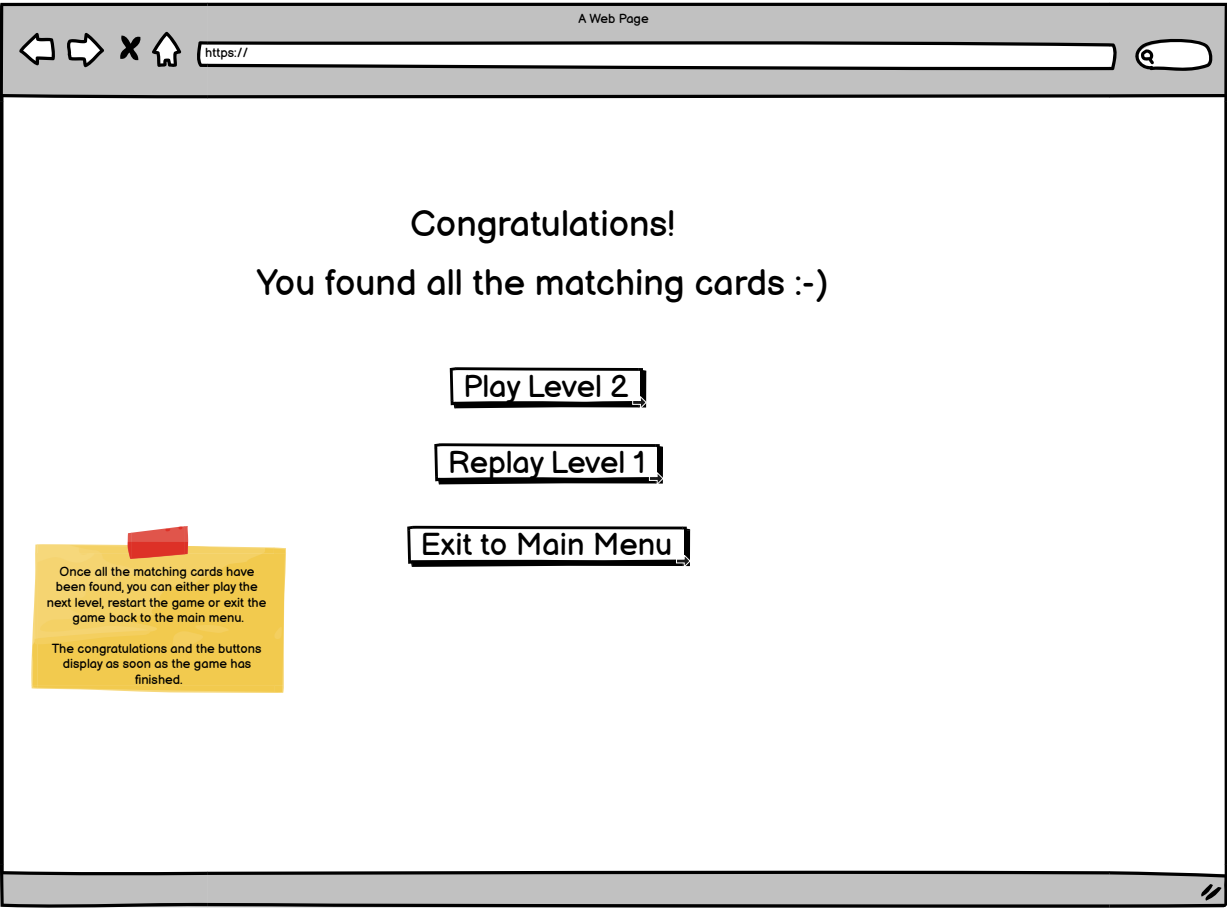 A Web Page
https://
Congratulations!
You found all the matching cards :-)
Play Level 2
Replay Level 1
Exit to Main Menu
Once all the matching cards have
been found, you can either play the
next level, restart the game or exit the
game back to the main menu.
The congratulations and the buttons
display as soon as the game has
finished.